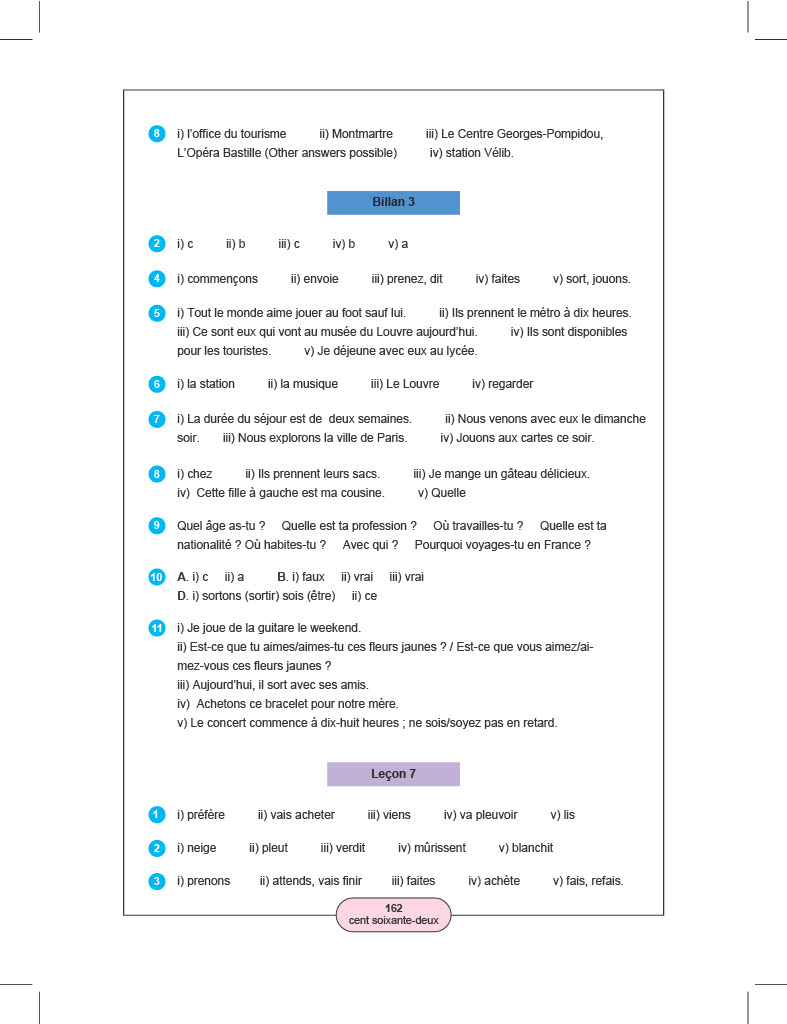 8 i) l'office du tourisme ii) Montmartre iii) Le Centre Georges-Pompidou,
L'Opéra Bastille (Other answers possible) iv) station Vélib.
Billan 3
2 i) c ii) b iii) c iv) b v) a
4 i) commençons ii) envoie iii) prenez, dit iv) faites v) sort, jouons.
5 i) Tout le monde aime jouer au foot sauf lui. ii) Ils prennent le métro à dix heures.
iii) Ce sont eux qui vont au musée du Louvre aujourd'hui. iv) Ils sont disponibles
pour les touristes. v) Je déjeune avec eux au lycée.
6 i) la station ii) la musique iii) Le Louvre iv) regarder
7 i) La durée du séjour est de deux semaines. ii) Nous venons avec eux le dimanche
soir. iii) Nous explorons la ville de Paris. iv) Jouons aux cartes ce soir.
8 i) chez ii) Ils prennent leurs sacs. iii) Je mange un gâteau délicieux.
iv) Cette fille à gauche est ma cousine. v) Quelle
9 Quel âge as-tu ? Quelle est ta profession ? Où travailles-tu ? Quelle est ta
nationalité ? Où habites-tu ? Avec qui ? Pourquoi voyages-tu en France ?
10 A. i) c ii) a B. i) faux ii) vrai iii) vrai
D. i) sortons (sortir) sois (être) ii) ce
11 i) Je joue de la guitare le weekend.
ii) Est-ce que tu aimes/aimes-tu ces fleurs jaunes ? / Est-ce que vous aimez/ai-
mez-vous ces fleurs jaunes ?
iii) Aujourd'hui, il sort avec ses amis.
iv) Achetons ce bracelet pour notre mère.
v) Le concert commence à dix-huit heures ; ne sois/soyez pas en retard.
Leçon 7
1 i) préfère ii) vais acheter iii) viens iv) va pleuvoir v) lis
2 i) neige ii) pleut iii) verdit iv) mûrissent v) blanchit
3 i) prenons ii) attends, vais finir iii) faites iv) achète v) fais, refais.
162
cent soixante-deux